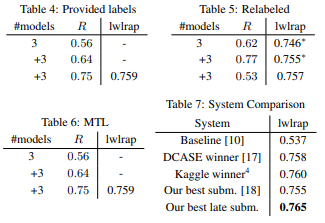 Table 4: Provided labels
#models R lwlrap
3 0.56 -
+3 0.64 -
+3 0.75 0.759
Table 5: Relabeled
#models R lwlrap
3 0.62 0.746*
+3 0.77 0.755*
+3 0.53 0.757
Table 6: MTL
#models R lwlrap
3 0.56 -
+3 0.64 -
+3 0.75 0.759
Table 7: System Comparison
System lwlrap
Baseline [10] 0.537
DCASE winner [17] 0.758
Kaggle winner⁴ 0.760
Our best subm. [18] 0.755
Our best late subm. 0.765